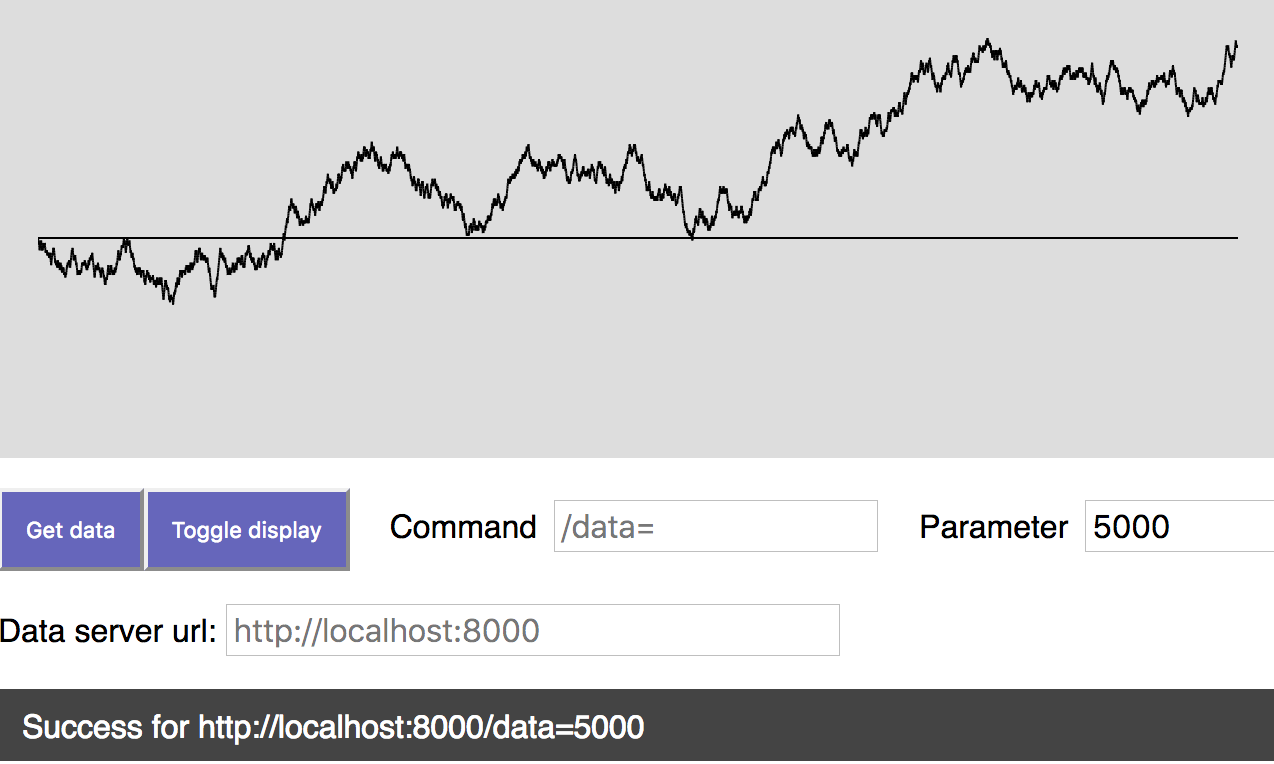 Get data Toggle display Command /data= Parameter 5000
Data server url: http://localhost:8000
Success for http://localhost:8000/data=5000